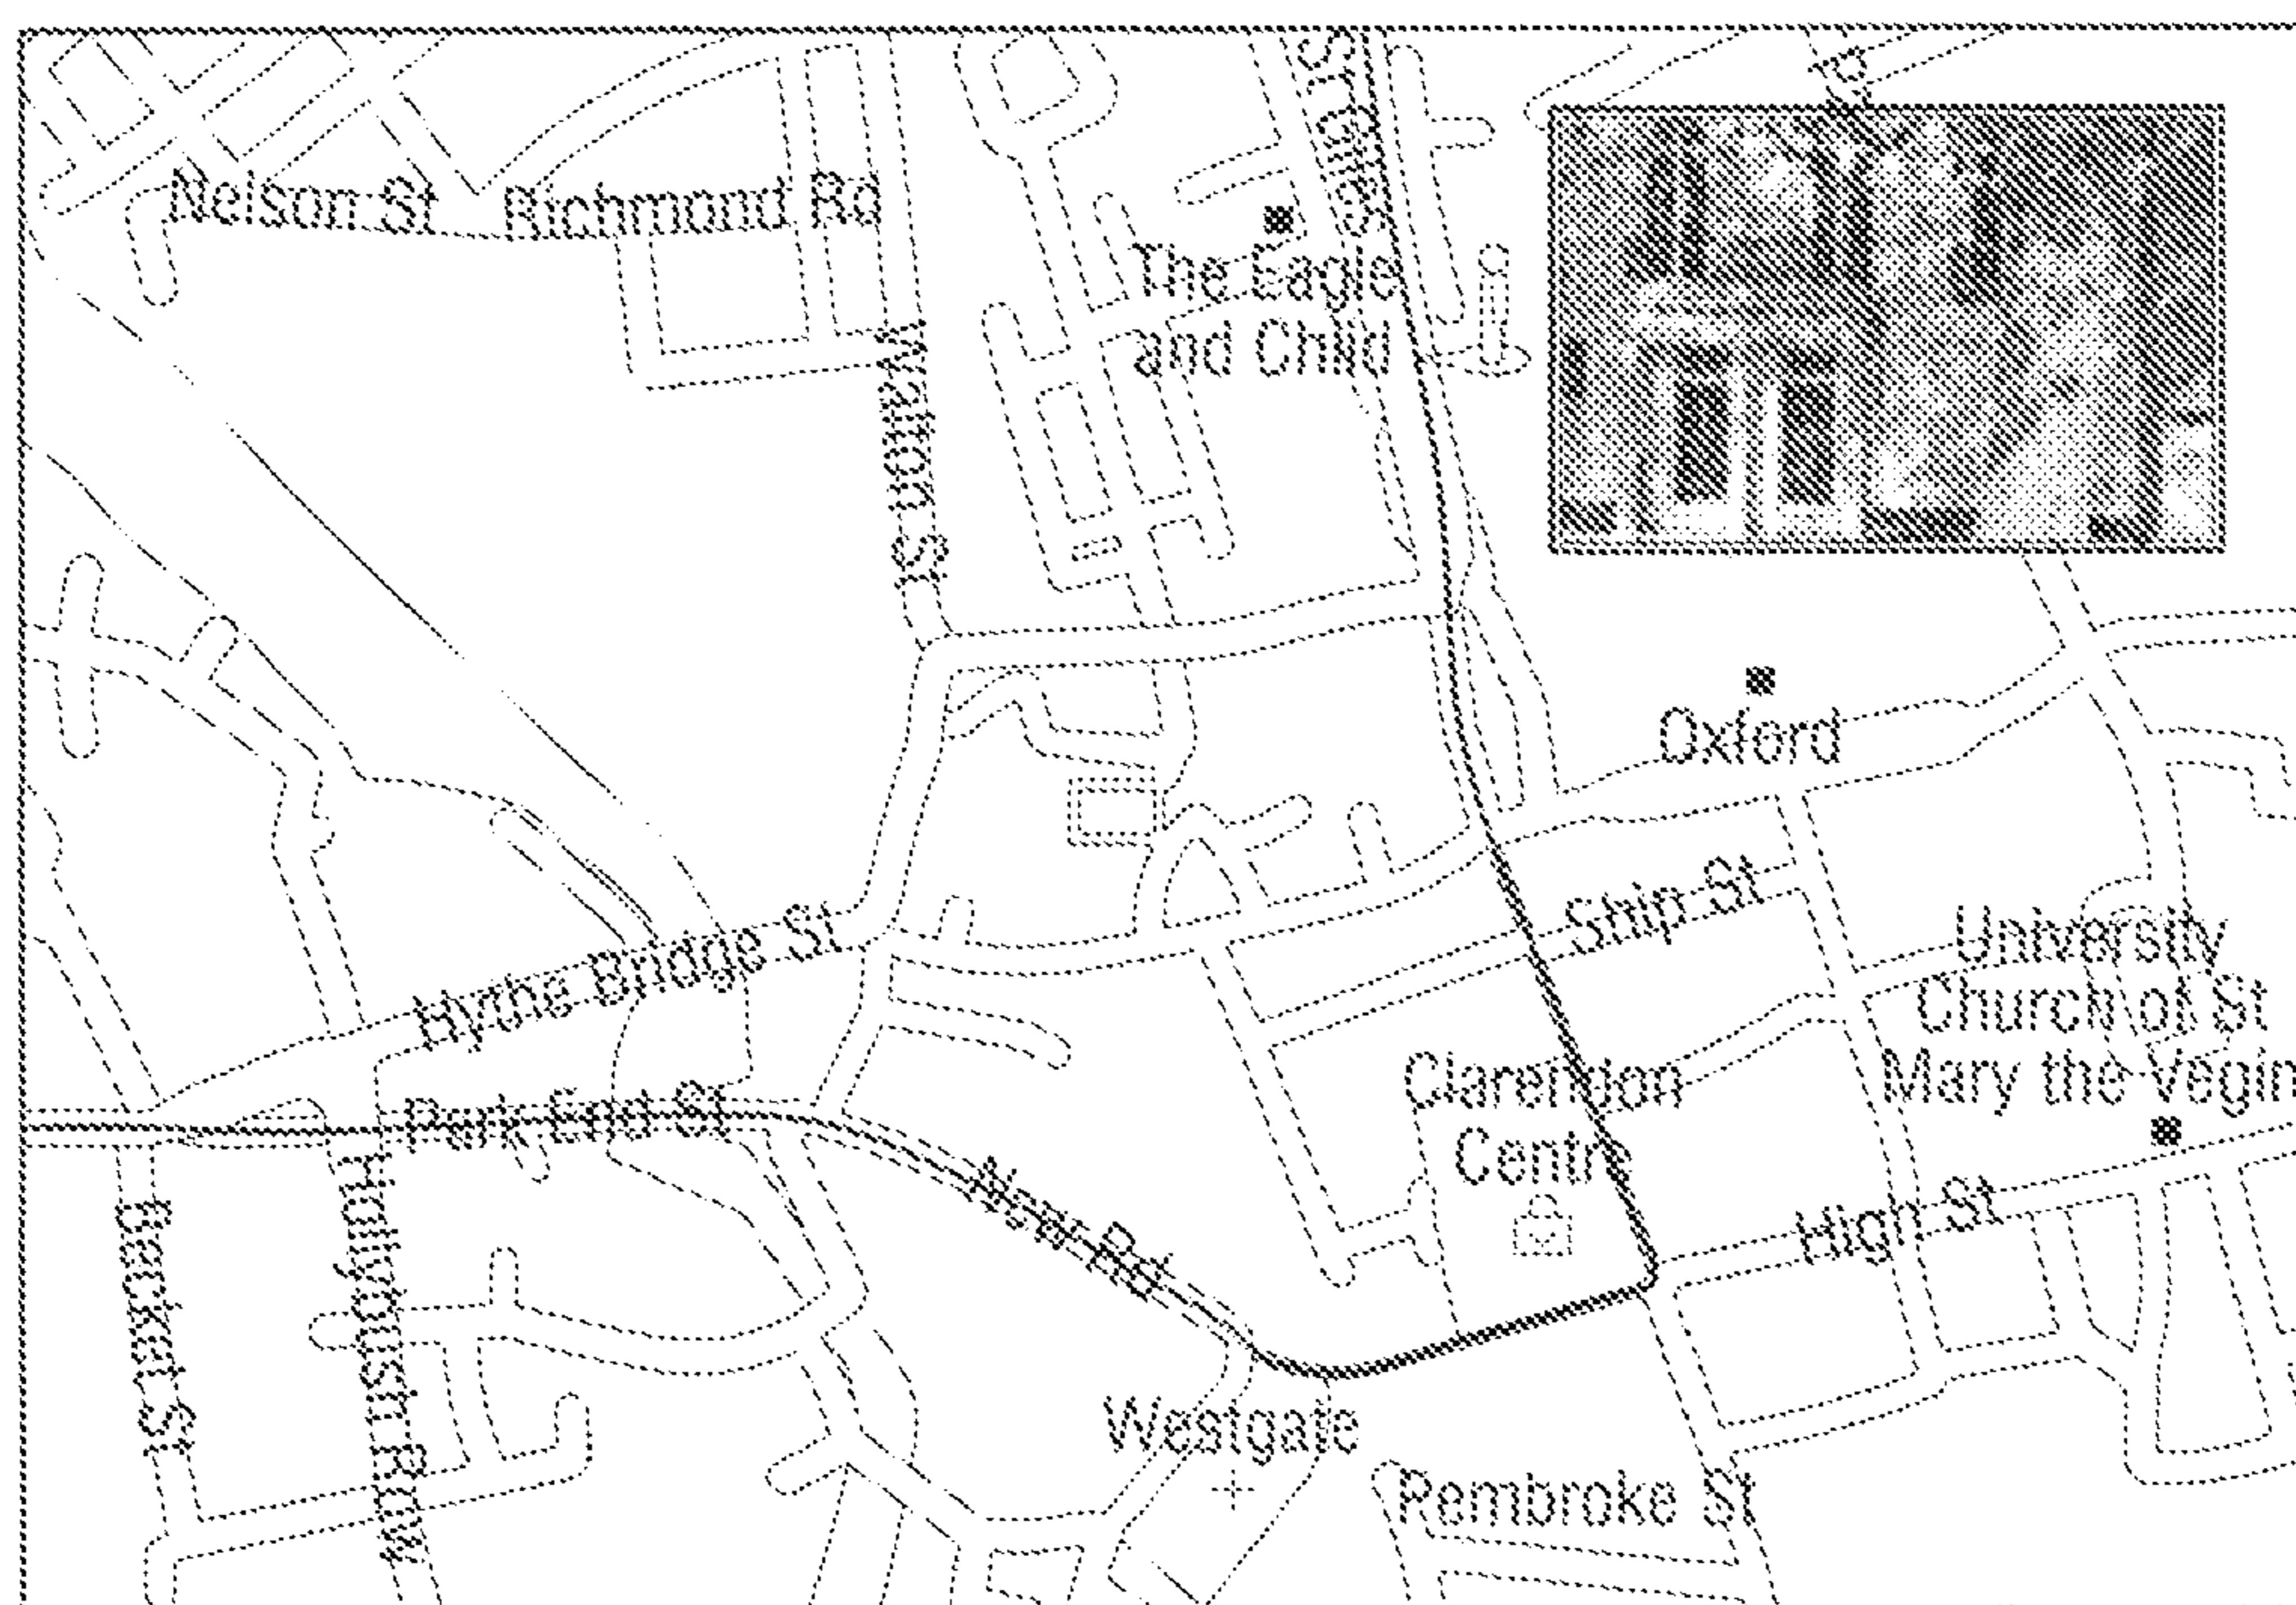 St Giles
Nelson St
Richmond Rd
The Eagle
and Child
Walton St
Oxford
Ship St
University
Church of St
Mary the Vegin
Hythe Bridge St
Clarendon
Centre
Park End St
New Rd
High St
Becket St
Hollybush Row
Westgate
Pembroke St